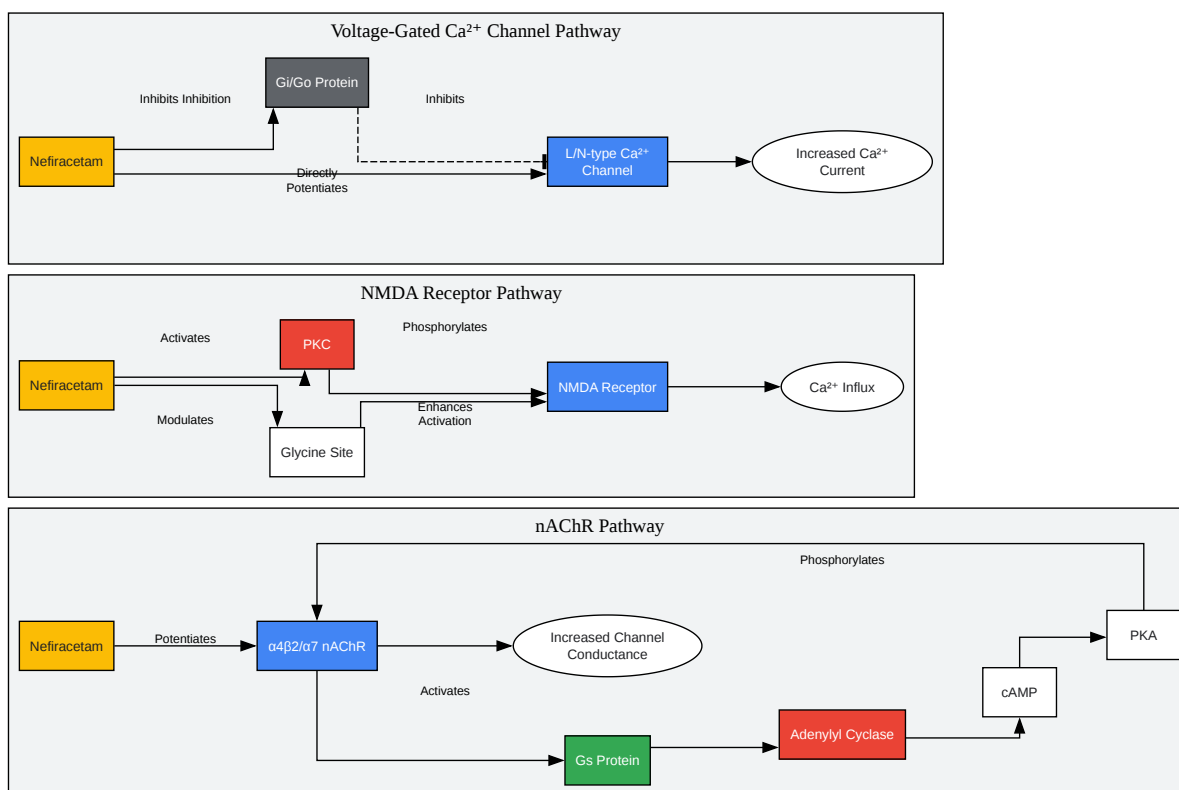 Voltage-Gated Ca²⁺ Channel Pathway
Gi/Go Protein
Inhibits Inhibition
Inhibits
Nefiracetam
L/N-type Ca²⁺
Channel
Increased Ca²⁺
Current
Directly
Potentiates
NMDA Receptor Pathway
Activates
PKC
Phosphorylates
Nefiracetam
NMDA Receptor
Ca²⁺ Influx
Modulates
Enhances
Activation
Glycine Site
nAChR Pathway
Phosphorylates
Nefiracetam
Potentiates
α4β2/α7 nAChR
Increased Channel
Conductance
PKA
Activates
cAMP
Adenylyl Cyclase
Gs Protein